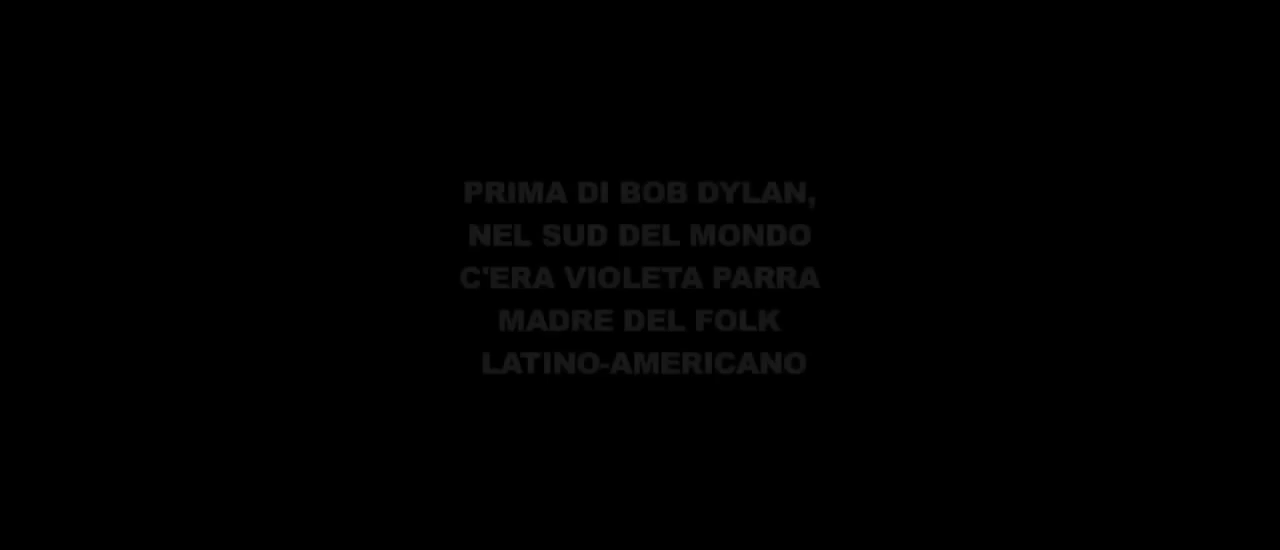 PRIMA DI BOB DYLAN,
NEL SUD DEL MONDO
C'ERA VIOLETA PARRA
MADRE DEL FOLK
LATINO-AMERICANO